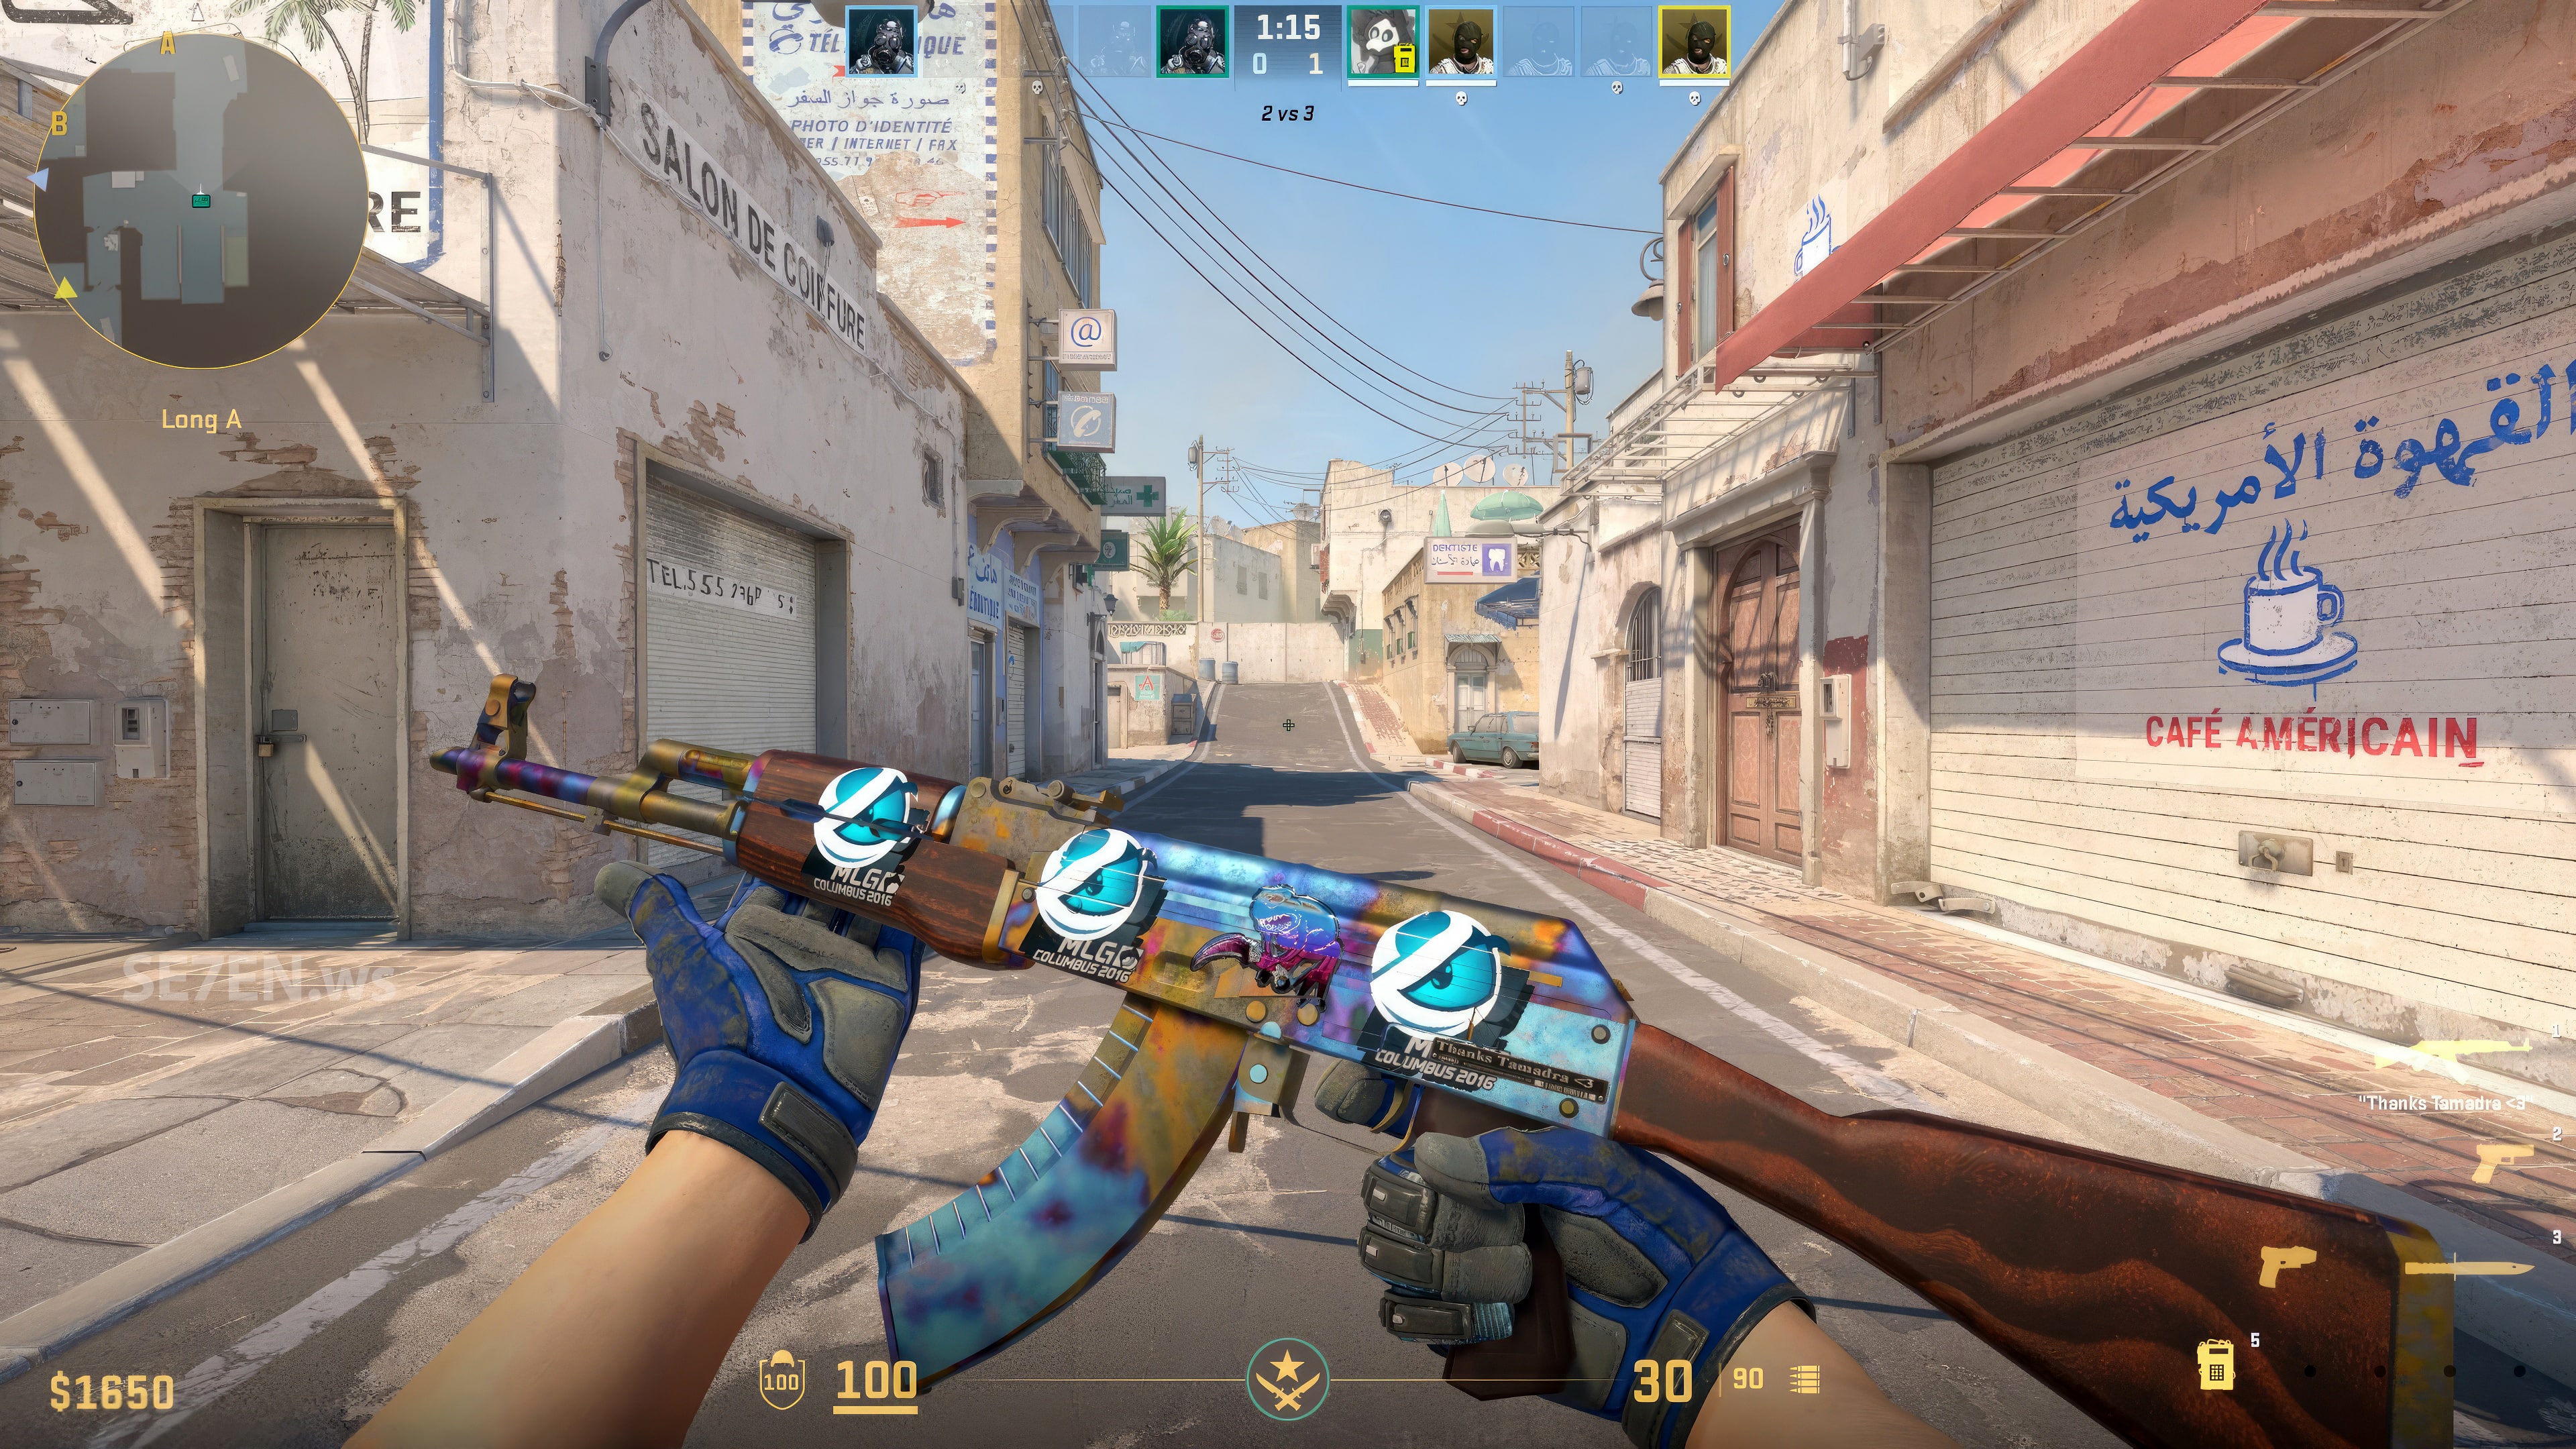 A
B
Long A
RE
SALON DE COIFFURE
صورة جواز السفر
PHOTO D'IDENTITÉ
INTERNET / FAX
1:15
0 1
2 vs 3
@
DENTISTE
TEL.555
القهوة الأمريكية
CAFÉ AMÉRICAIN
MLG
COLUMBUS 2016
MLG
COLUMBUS 2016
COLUMBUS 2016
Thanks Tamadra <3
SE7EN.ws
1
"Thanks Tamadra <3"
2
3
5
$1650
100
100
30
90